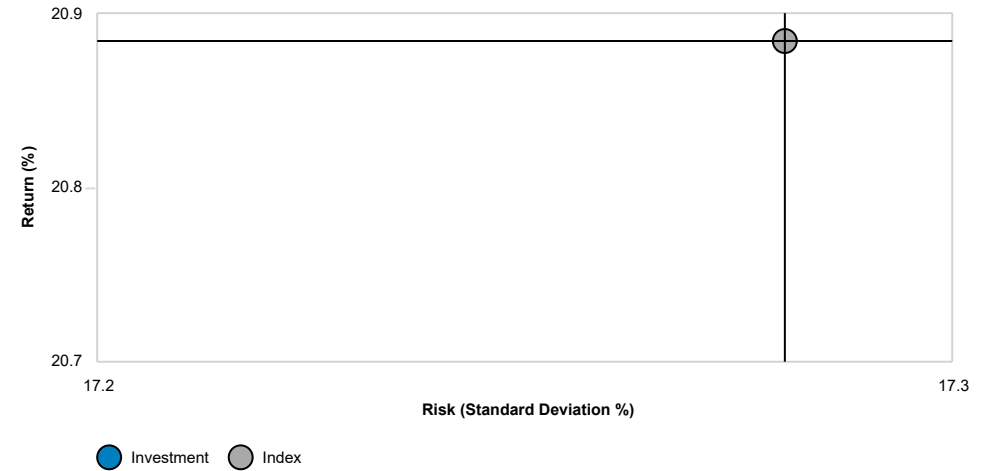 20.9
Return (%)
20.8
20.7
17.2
17.3
Risk (Standard Deviation %)
Investment
Index